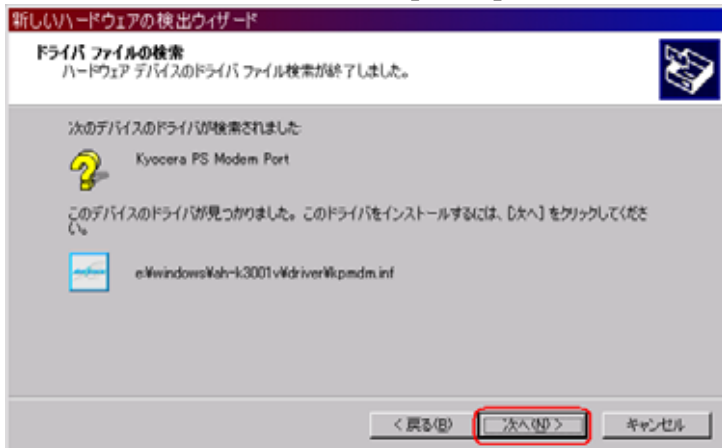 新しいハードウェアの検出ウィザード
ドライバ ファイルの検索
ハードウェア デバイスのドライバ ファイル検索が終了しました。
次のデバイスのドライバが検索されました:
Kyocera PS Modem Port
このデバイスのドライバが見つかりました。このドライバをインストールするには、[次へ] をクリックしてくださ
い。
e:¥windows¥ah-k3001v¥driver¥kpmdm.inf
< 戻る(B)
次へ(N) >
キャンセル